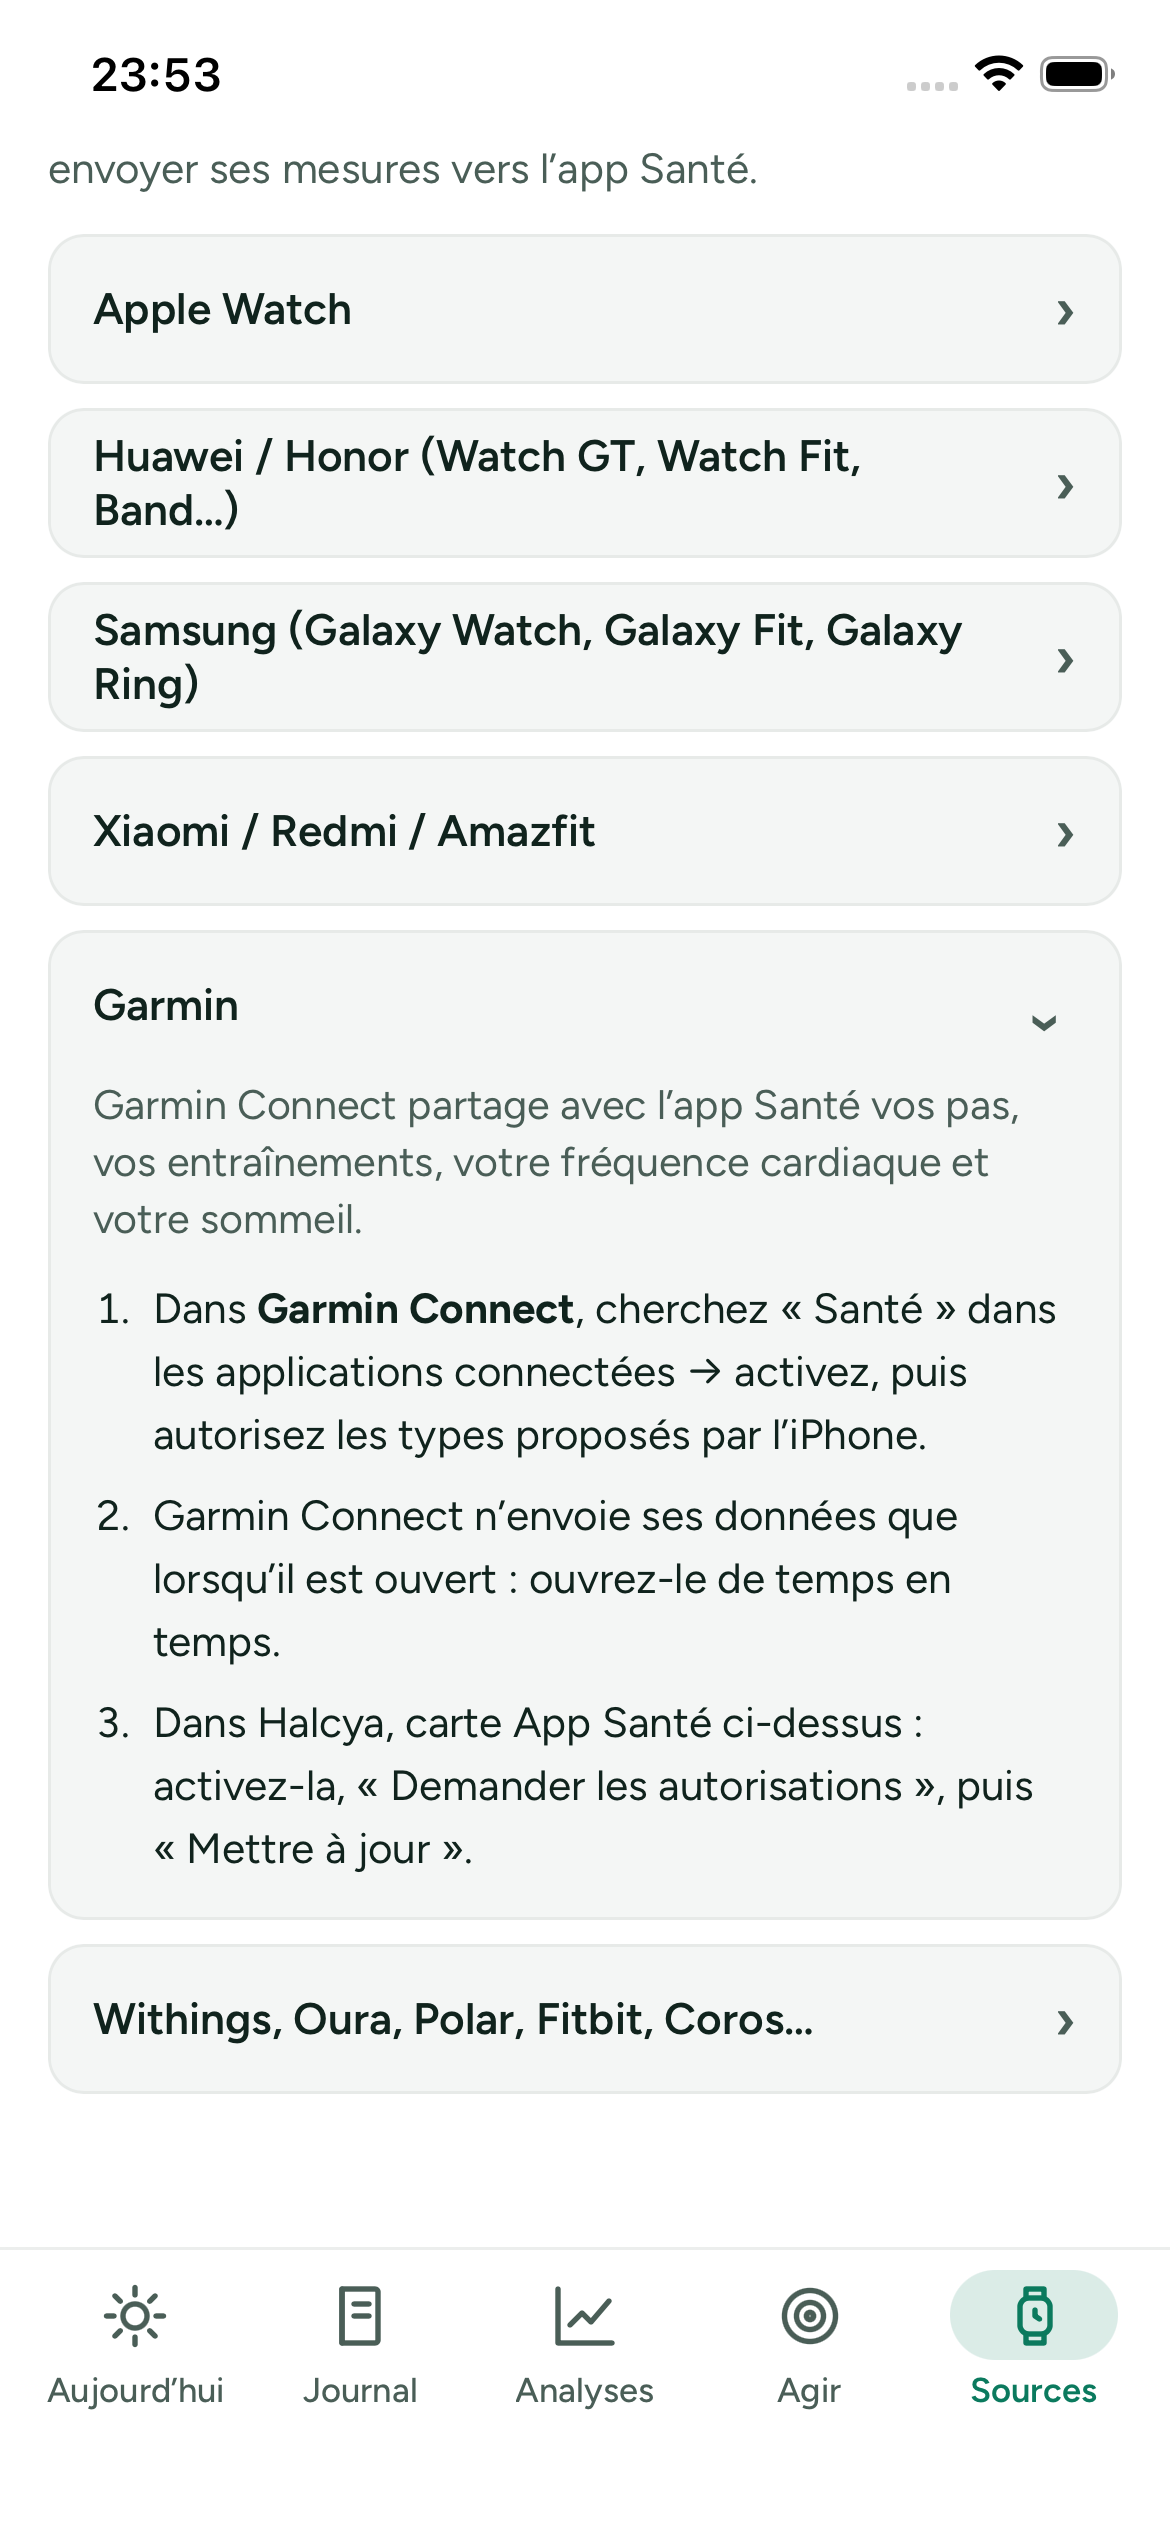 23:53
envoyer ses mesures vers l’app Santé.
Apple Watch
Huawei / Honor (Watch GT, Watch Fit,
Band…)
Samsung (Galaxy Watch, Galaxy Fit, Galaxy
Ring)
Xiaomi / Redmi / Amazfit
Garmin
Garmin Connect partage avec l’app Santé vos pas,
vos entraînements, votre fréquence cardiaque et
votre sommeil.
1. Dans Garmin Connect, cherchez « Santé » dans
les applications connectées → activez, puis
autorisez les types proposés par l’iPhone.
2. Garmin Connect n’envoie ses données que
lorsqu’il est ouvert : ouvrez-le de temps en
temps.
3. Dans Halcya, carte App Santé ci-dessus :
activez-la, « Demander les autorisations », puis
« Mettre à jour ».
Withings, Oura, Polar, Fitbit, Coros…
Aujourd’hui
Journal
Analyses
Agir
Sources